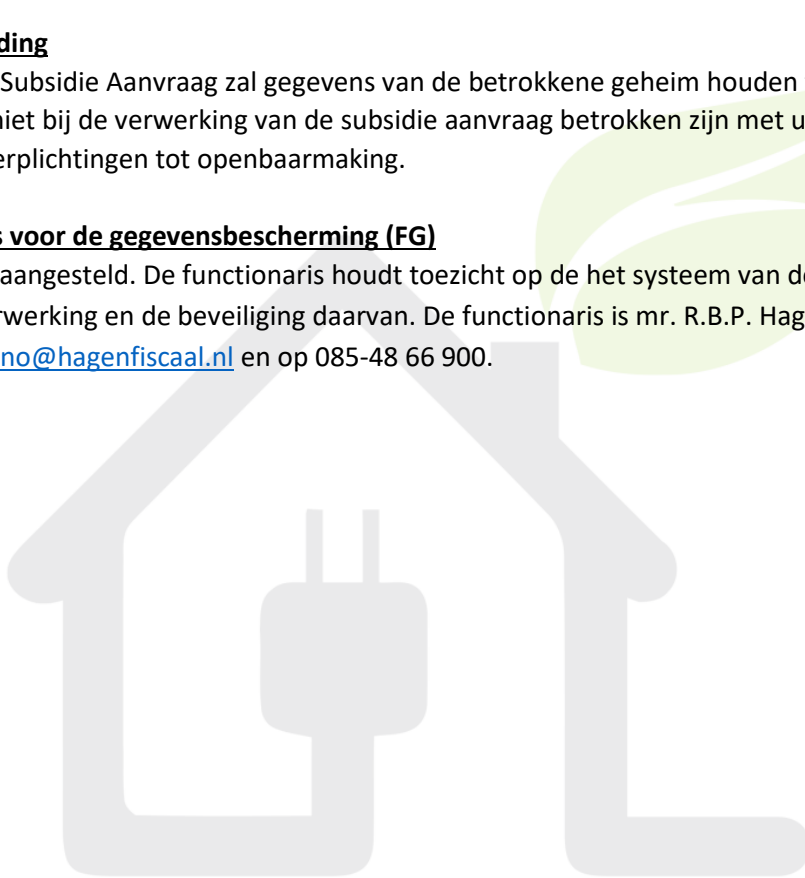 ding
Subsidie Aanvraag zal gegevens van de betrokkene geheim houden
niet bij de verwerking van de subsidie aanvraag betrokken zijn met u
erplichtingen tot openbaarmaking.
s voor de gegevensbescherming (FG)
aangesteld. De functionaris houdt toezicht op de het systeem van de
rwerking en de beveiliging daarvan. De functionaris is mr. R.B.P. Hag
no@hagenfiscaal.nl en op 085-48 66 900.